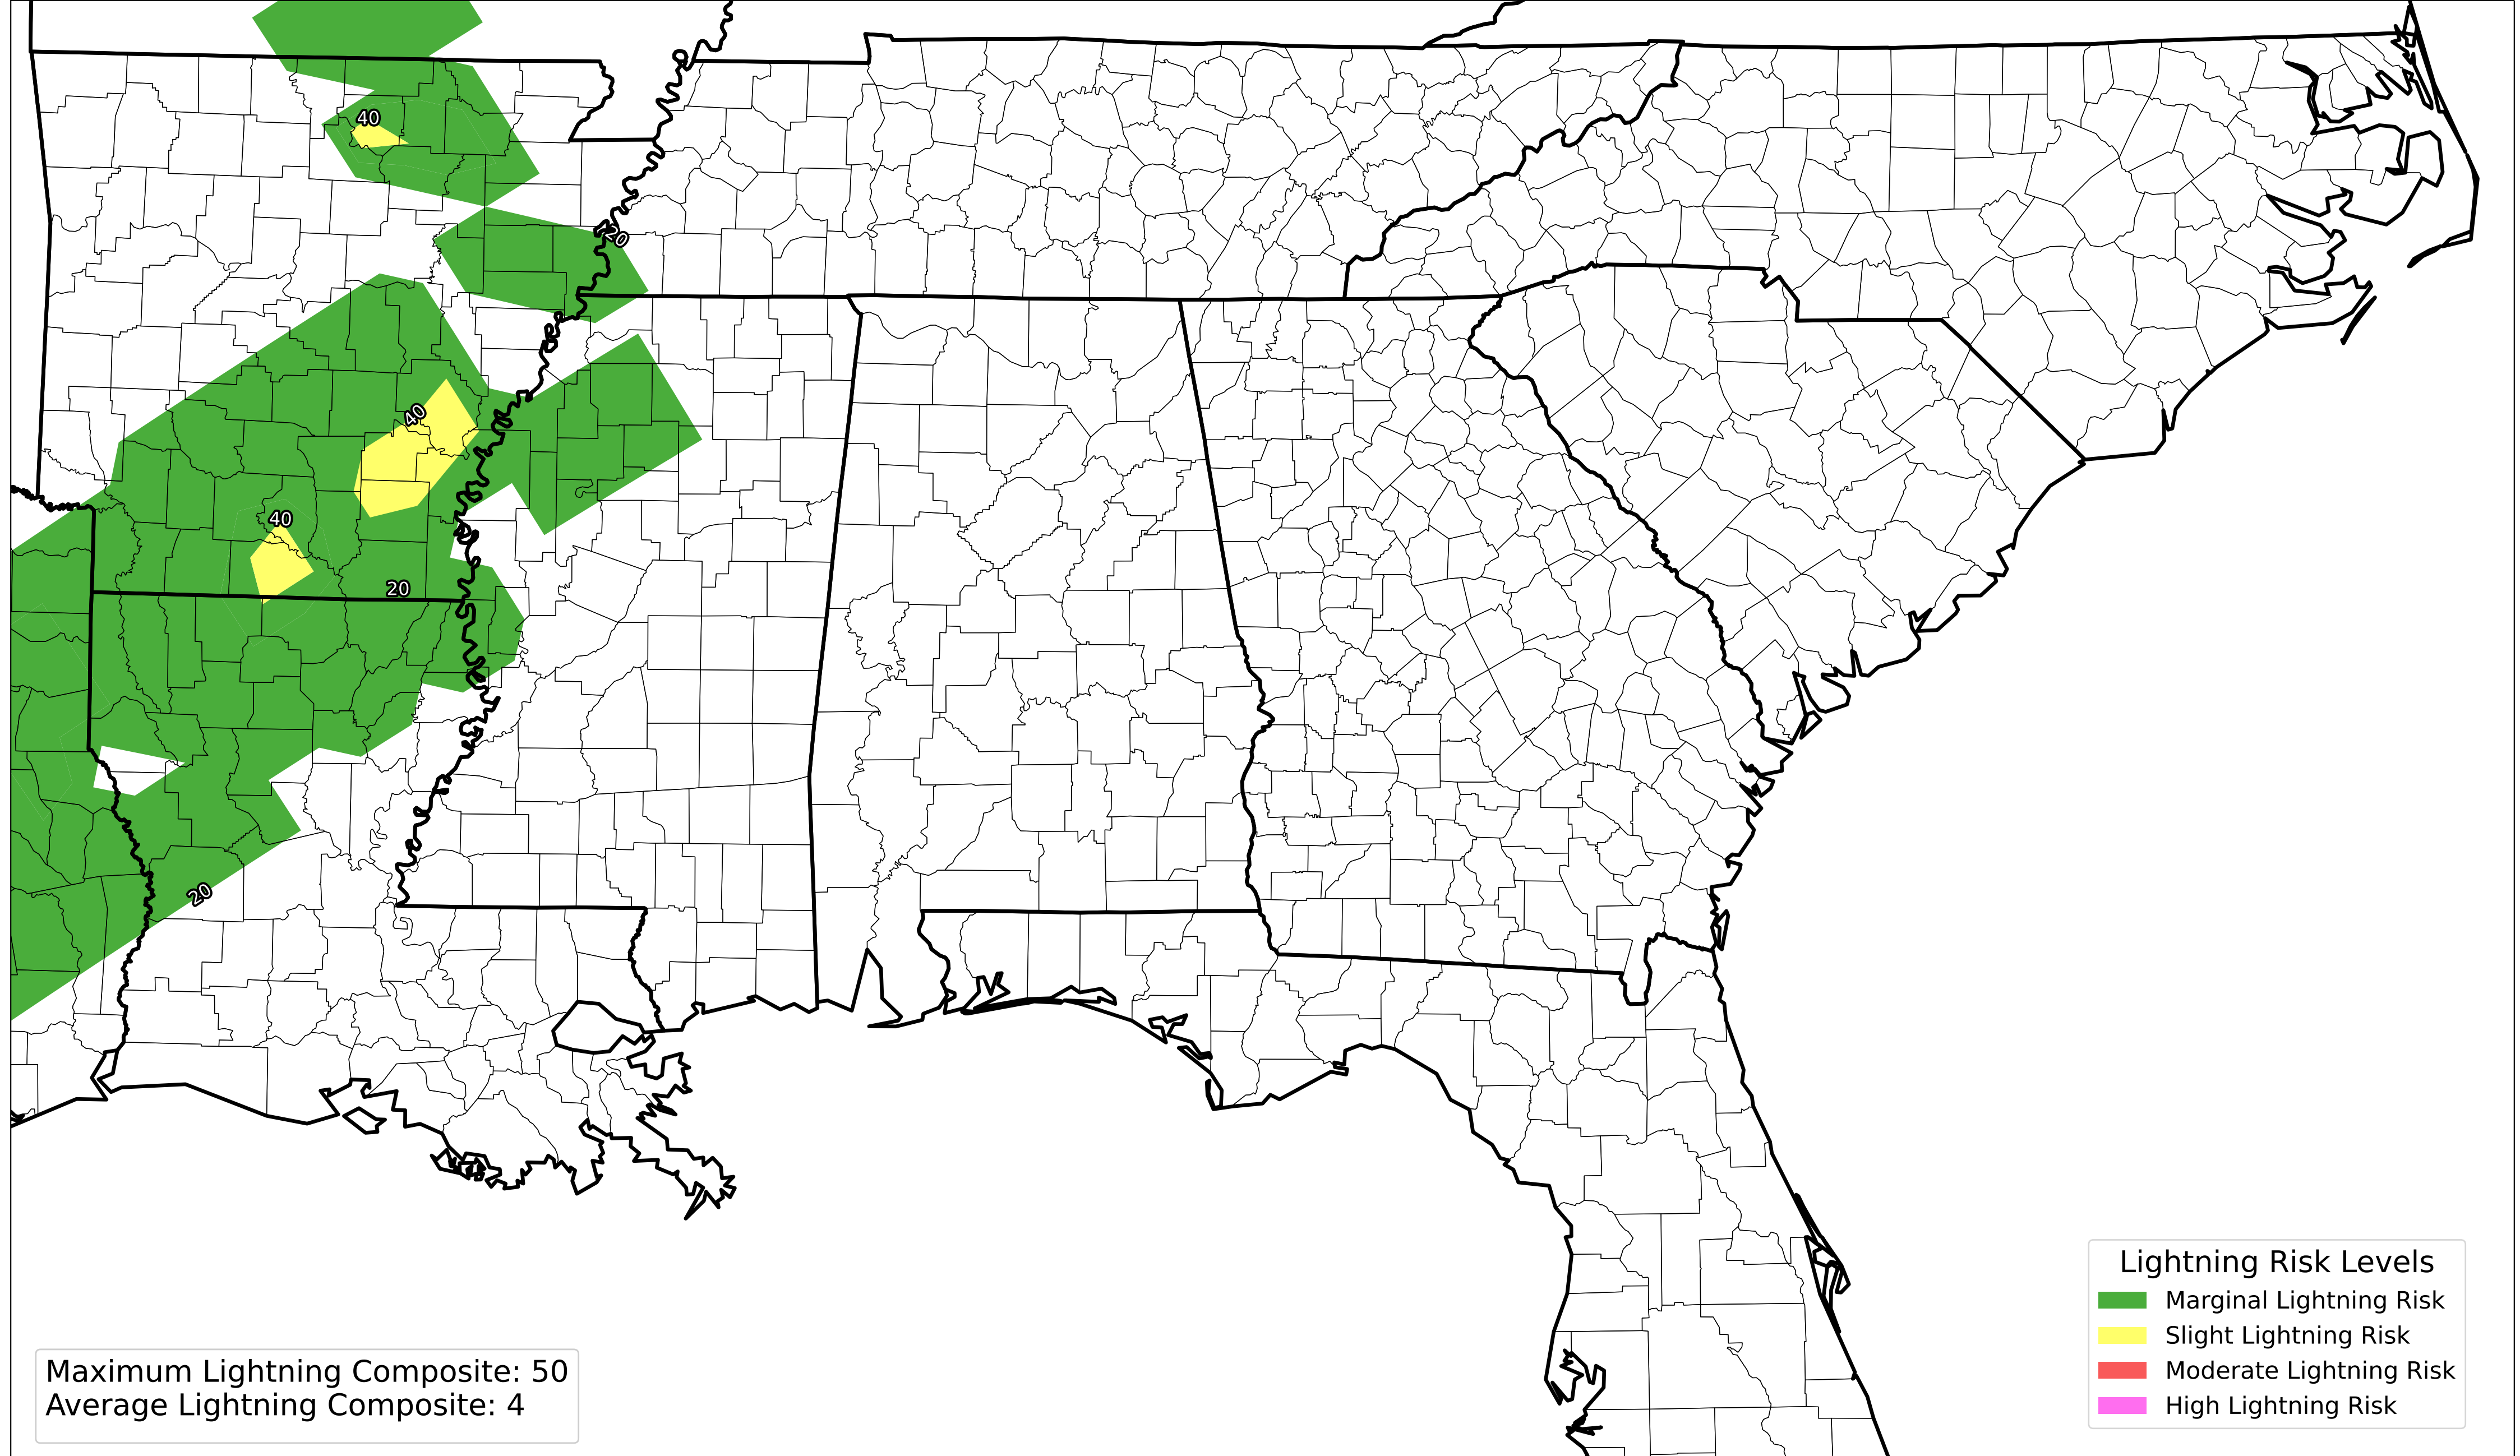 40
20
40
40
20
20
Lightning Risk Levels
Marginal Lightning Risk
Slight Lightning Risk
Moderate Lightning Risk
High Lightning Risk
Maximum Lightning Composite: 50
Average Lightning Composite: 4